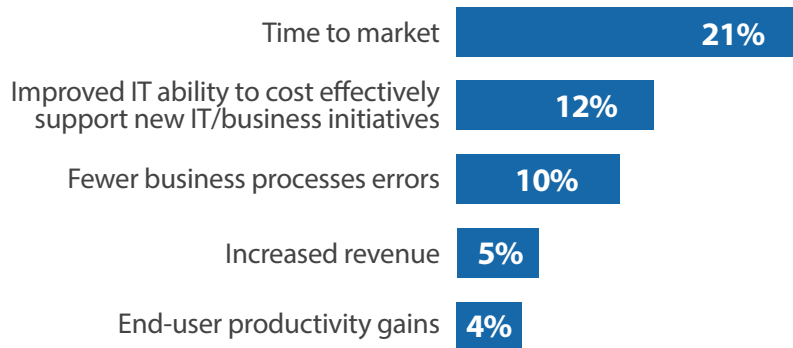 Time to market
21%
Improved IT ability to cost effectively
support new IT/business initiatives
12%
Fewer business processes errors
10%
Increased revenue
5%
End-user productivity gains
4%